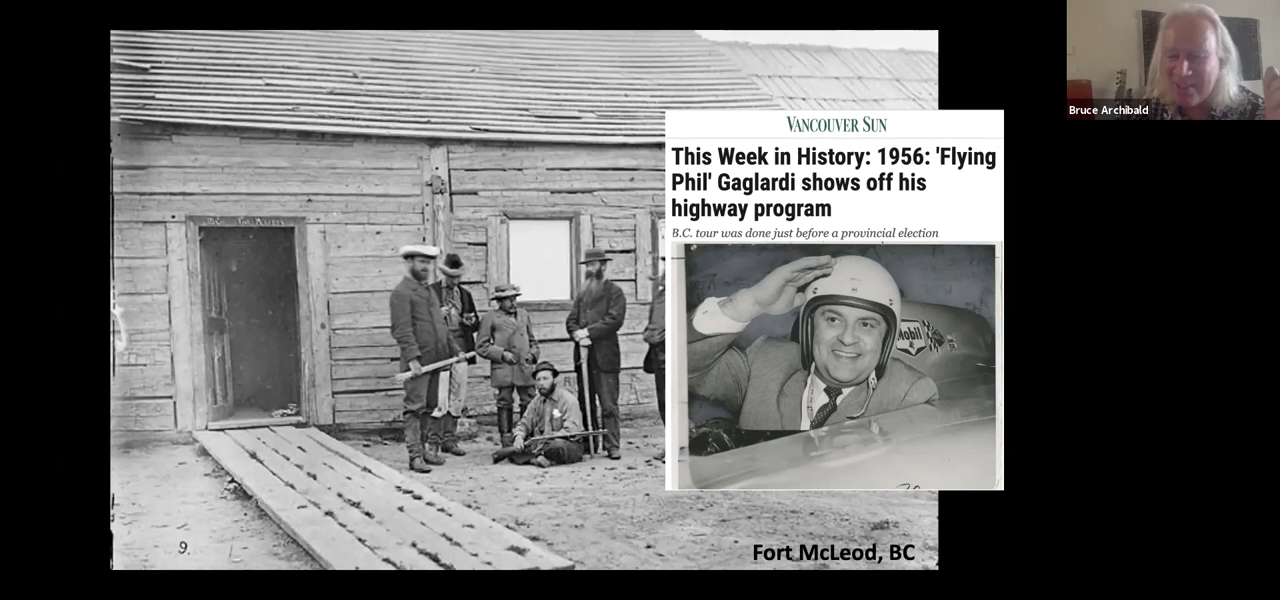 Bruce Archibald
VANCOUVER SUN
This Week in History: 1956: 'Flying
Phil' Gaglardi shows off his
highway program
B.C. tour was done just before a provincial election
Mobil
9.
Fort McLeod, BC